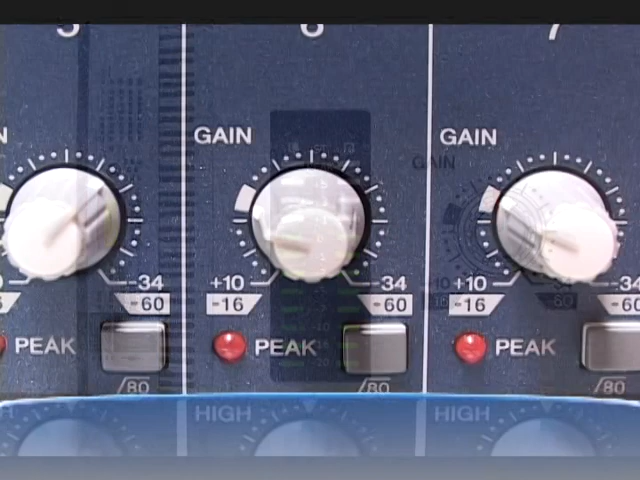 5 6 7
GAIN GAIN
+10 -34 +10 -34
-60 -16 -60 -16 -60
PEAK PEAK PEAK
/80 /80 /80
HIGH HIGH